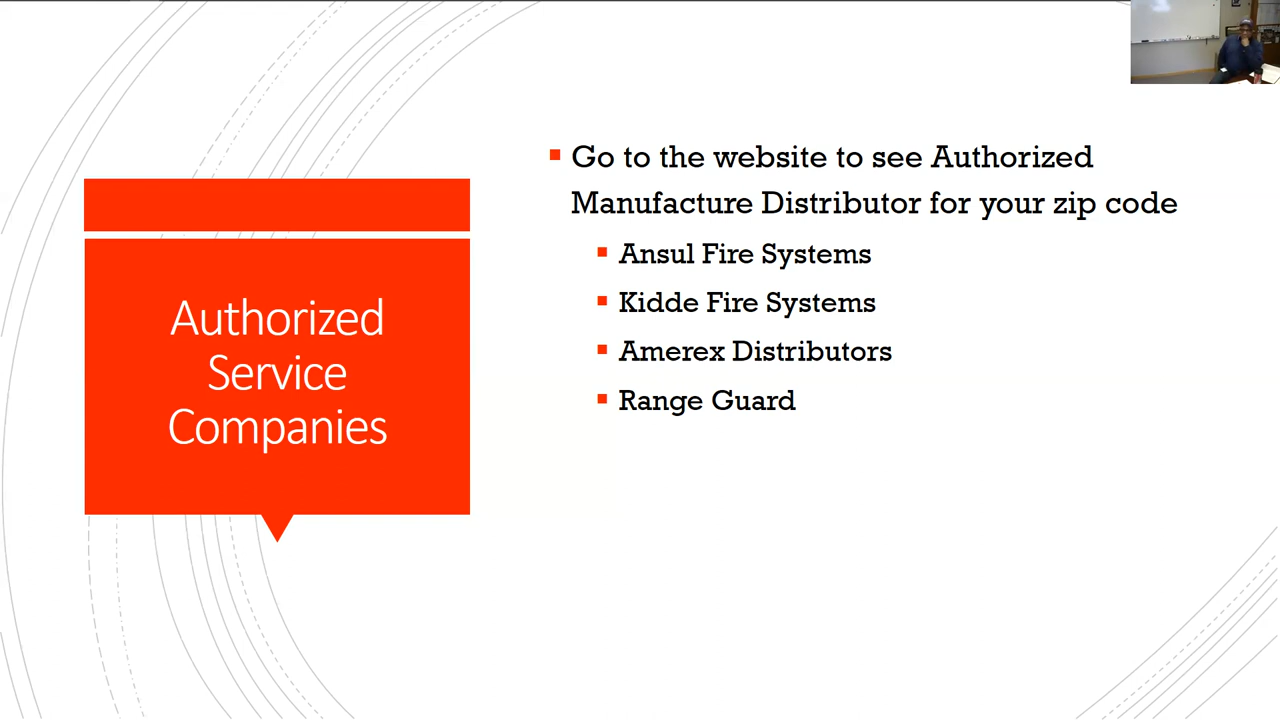 Authorized
Service
Companies
Go to the website to see Authorized
Manufacture Distributor for your zip code
Ansul Fire Systems
Kidde Fire Systems
Amerex Distributors
Range Guard